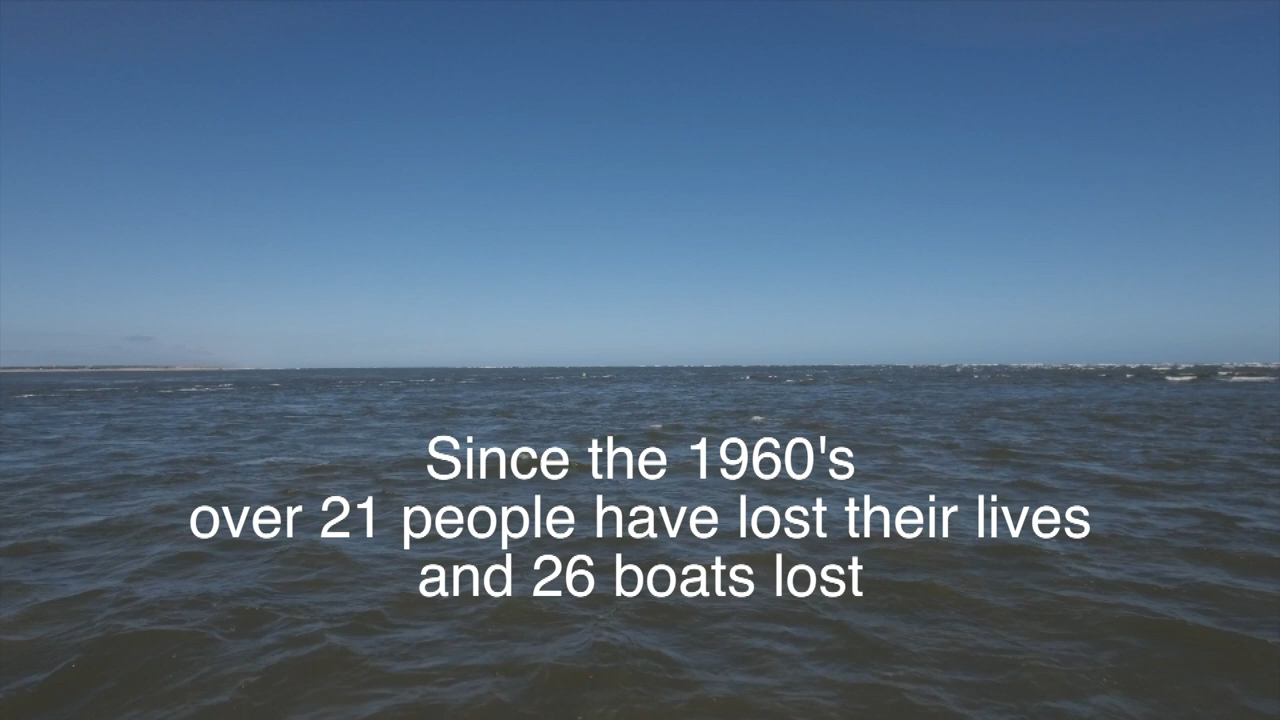 Since the 1960's
over 21 people have lost their lives
and 26 boats lost